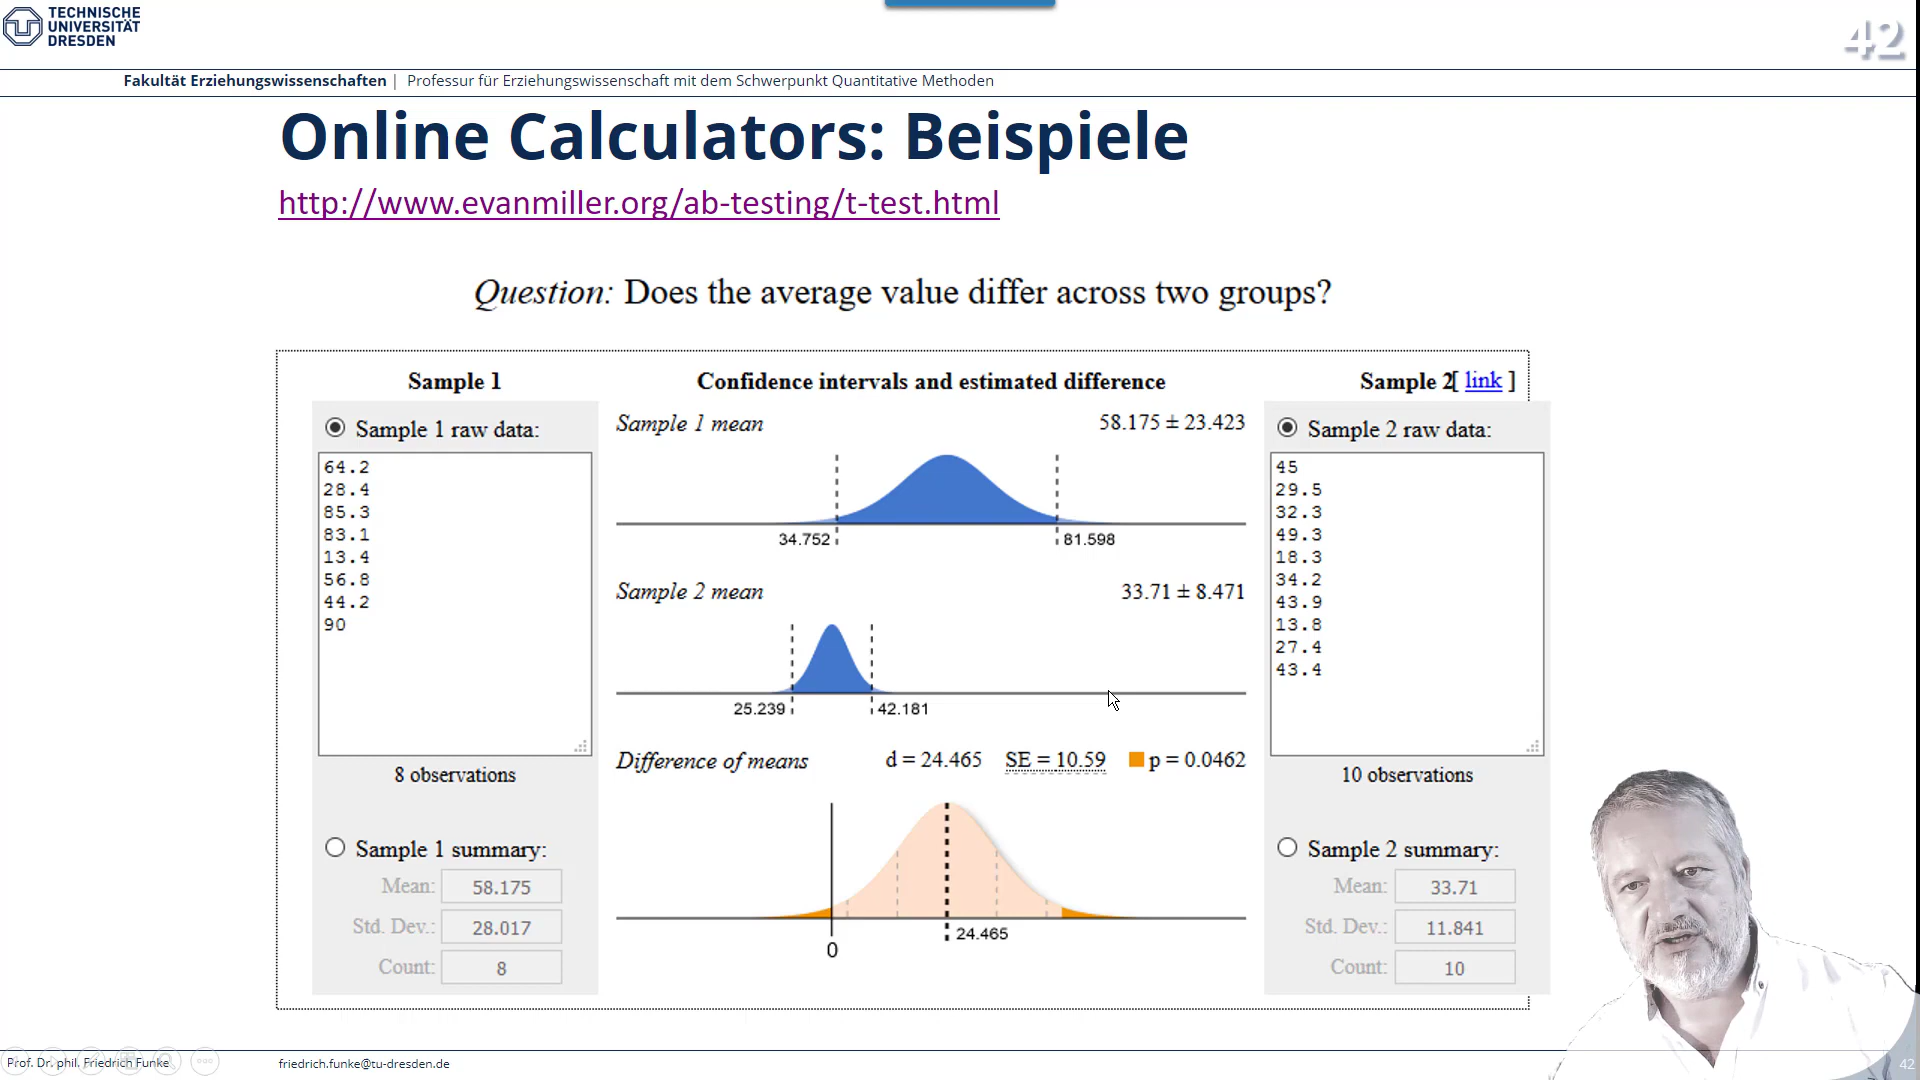 TECHNISCHE
UNIVERSITÄT
DRESDEN
42
Fakultät Erziehungswissenschaften | Professur für Erziehungswissenschaft mit dem Schwerpunkt Quantitative Methoden
Online Calculators: Beispiele
http://www.evanmiller.org/ab-testing/t-test.html
Question: Does the average value differ across two groups?
Sample 1
Sample 1 raw data:
64.2
28.4
85.3
83.1
13.4
56.8
44.2
90
8 observations
Sample 1 summary:
Mean: 58.175
Std. Dev.: 28.017
Count: 8
Confidence intervals and estimated difference
Sample 1 mean 58.175 ± 23.423
34.752 81.598
Sample 2 mean 33.71 ± 8.471
25.239 42.181
Difference of means d = 24.465 SE = 10.59 p = 0.0462
24.465
0
Sample 2[ link ]
Sample 2 raw data:
45
29.5
32.3
49.3
18.3
34.2
43.9
13.8
27.4
43.4
10 observations
Sample 2 summary:
Mean: 33.71
Std. Dev.: 11.841
Count: 10
Prof. Dr. phil. Friedrich Funke
friedrich.funke@tu-dresden.de
42